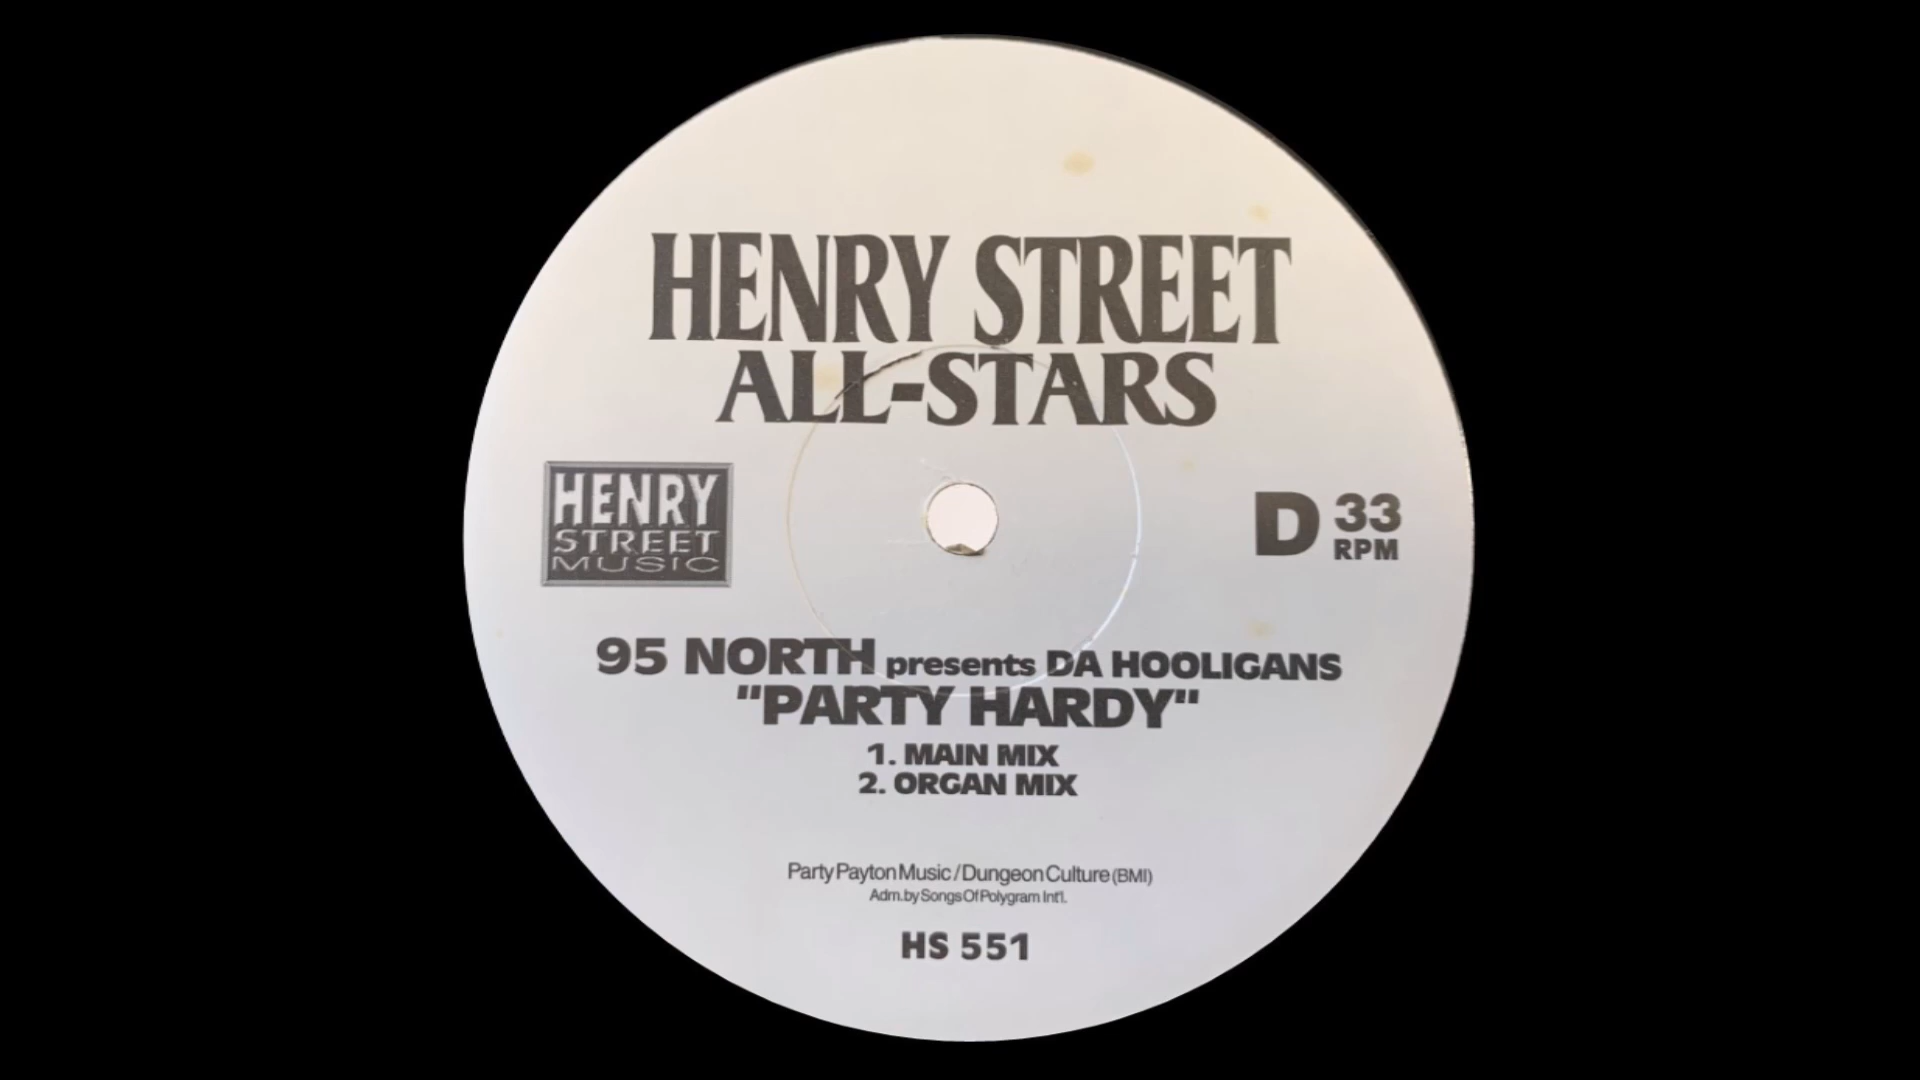 HENRY STREET
ALL-STARS
HENRY
STREET
MUSIC
D 33
RPM
95 NORTH presents DA HOOLIGANS
"PARTY HARDY"
1. MAIN MIX
2. ORGAN MIX
Party Payton Music / Dungeon Culture (BMI)
Adm. by Songs Of Polygram Int'l.
HS 551